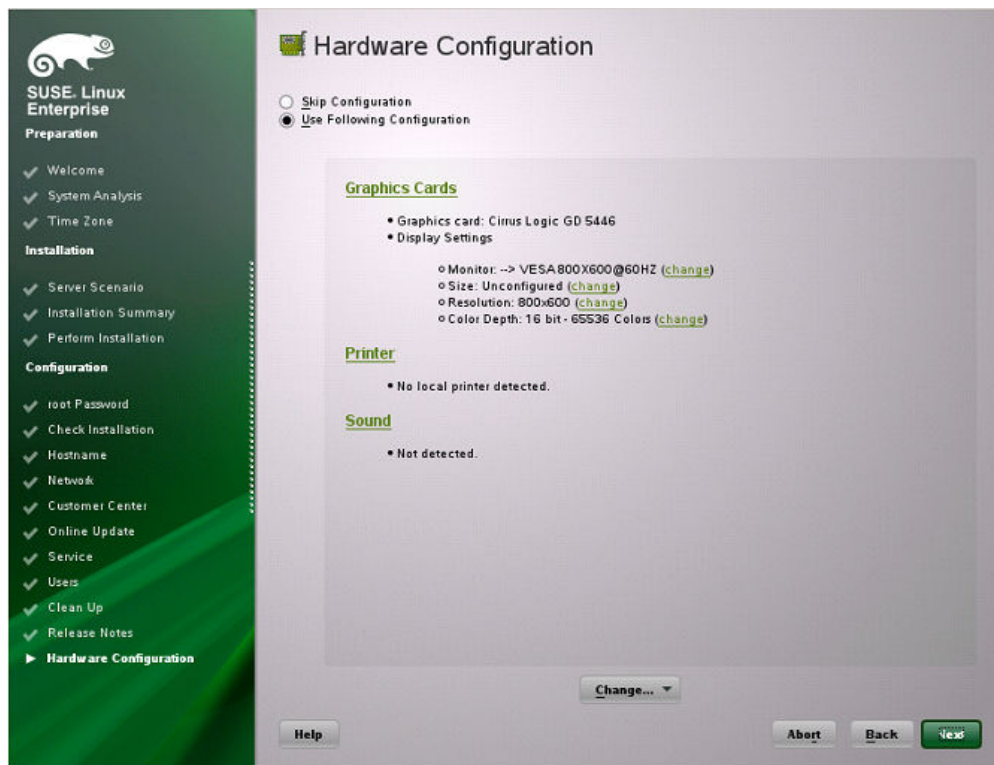 SUSE. Linux
Enterprise
Preparation
Welcome
System Analysis
Time Zone
Installation
Server Scenario
Installation Summary
Perform Installation
Configuration
root Password
Check Installation
Hostname
Network
Customer Center
Online Update
Service
Users
Clean Up
Release Notes
Hardware Configuration
Hardware Configuration
Skip Configuration
Use Following Configuration
Graphics Cards
• Graphics card: Cirrus Logic GD 5446
• Display Settings
Monitor: --> VESA800X600@60HZ (change)
Size: Unconfigured (change)
Resolution: 800x600 (change)
Color Depth: 16 bit - 65536 Colors (change)
Printer
• No local printer detected.
Sound
• Not detected.
Change...
Help
Abort
Back
Next